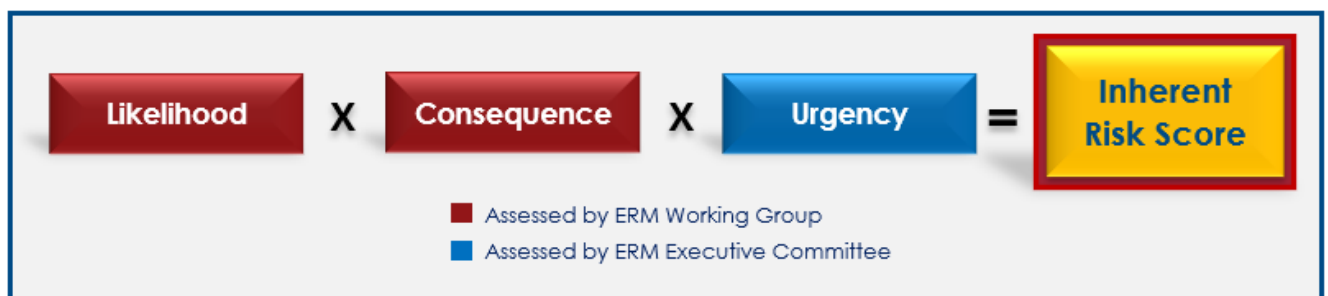 Likelihood X Consequence X Urgency = Inherent
Risk Score
Assessed by ERM Working Group
Assessed by ERM Executive Committee